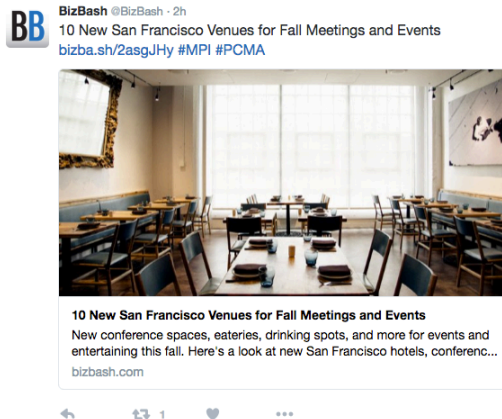 BB
BizBash @BizBash · 2h
10 New San Francisco Venues for Fall Meetings and Events
bizba.sh/2asgJHy #MPI #PCMA
10 New San Francisco Venues for Fall Meetings and Events
New conference spaces, eateries, drinking spots, and more for events and
entertaining this fall. Here's a look at new San Francisco hotels, conferenc...
bizbash.com
1